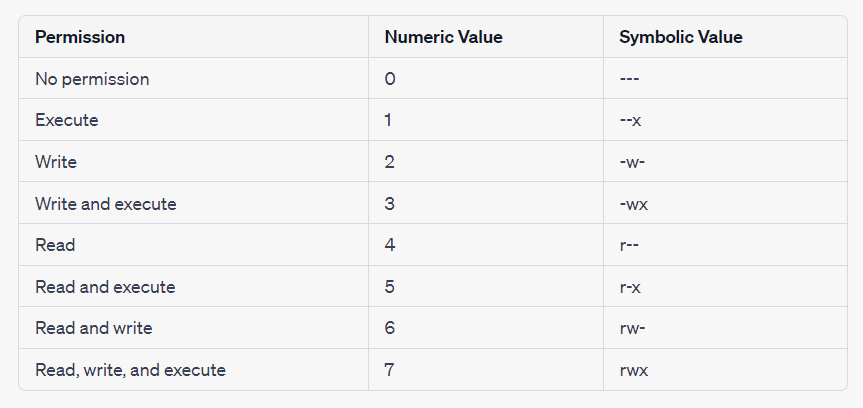 Permission Numeric Value Symbolic Value
No permission 0 ---
Execute 1 --x
Write 2 -w-
Write and execute 3 -wx
Read 4 r--
Read and execute 5 r-x
Read and write 6 rw-
Read, write, and execute 7 rwx